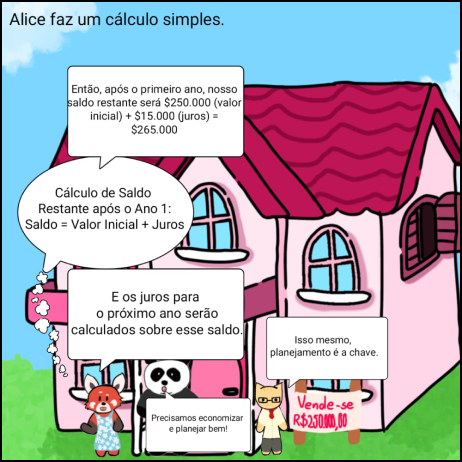 Alice faz um cálculo simples.
Então, após o primeiro ano, nosso
saldo restante será $250.000 (valor
inicial) + $15.000 (juros) =
$265.000
Cálculo de Saldo
Restante após o Ano 1:
Saldo = Valor Inicial + Juros
E os juros para
o próximo ano serão
calculados sobre esse saldo.
Isso mesmo,
planejamento é a chave.
Precisamos economizar
e planejar bem!
Vende-se
R$250.000,00